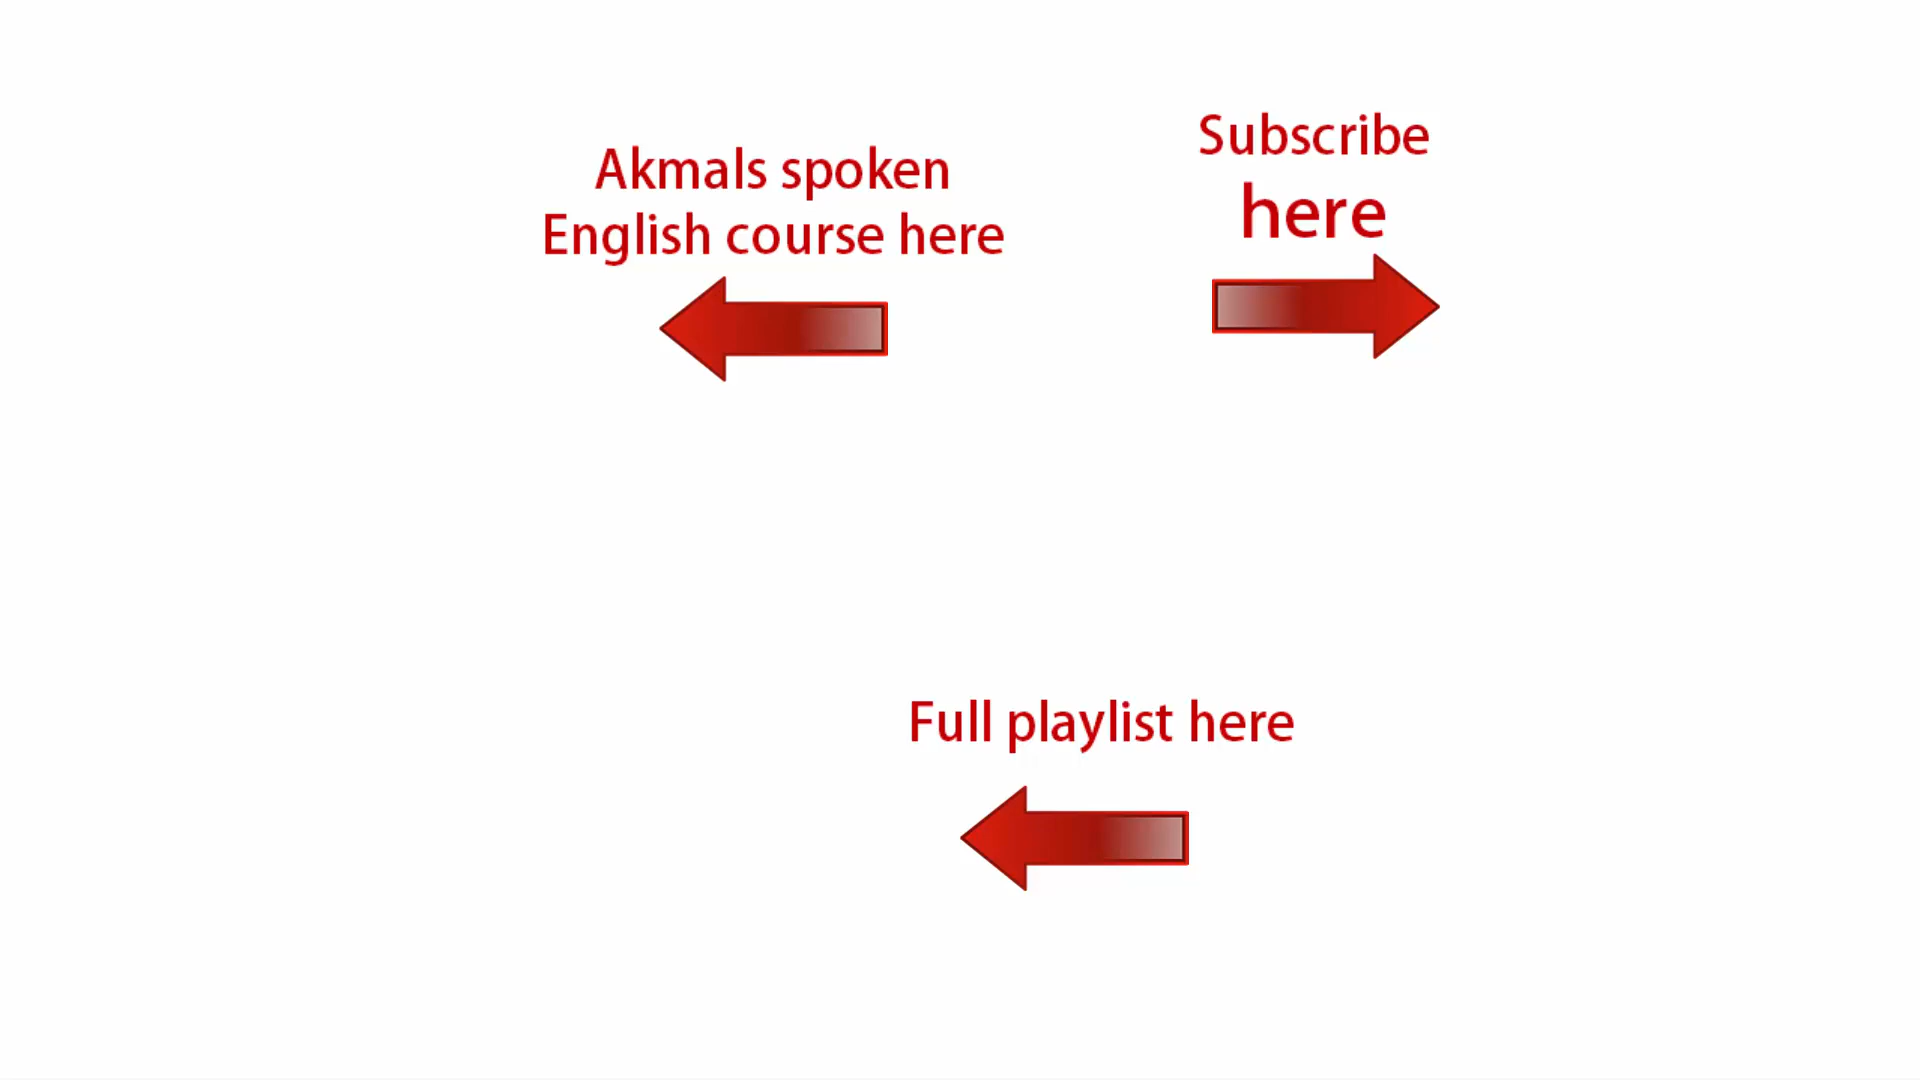 Akmals spoken
English course here
Subscribe
here
Full playlist here